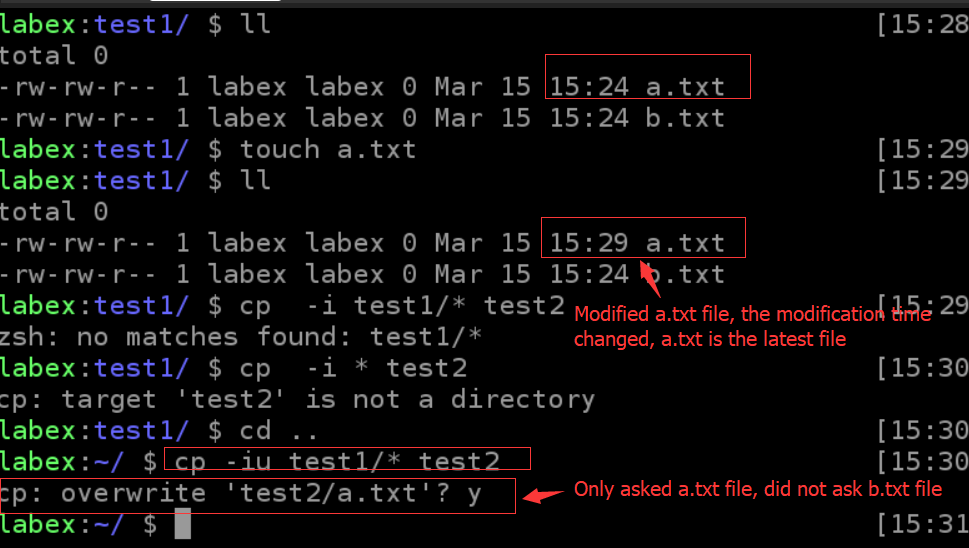 labex:test1/ $ ll [15:28
total 0
-rw-rw-r-- 1 labex labex 0 Mar 15 15:24 a.txt
-rw-rw-r-- 1 labex labex 0 Mar 15 15:24 b.txt
labex:test1/ $ touch a.txt [15:29
labex:test1/ $ ll [15:29
total 0
-rw-rw-r-- 1 labex labex 0 Mar 15 15:29 a.txt
-rw-rw-r-- 1 labex labex 0 Mar 15 15:24 b.txt
labex:test1/ $ cp  -i test1/* test2 [15:29
Modified a.txt file, the modification time
changed, a.txt is the latest file
zsh: no matches found: test1/*
labex:test1/ $ cp  -i * test2 [15:30
cp: target 'test2' is not a directory
labex:test1/ $ cd .. [15:30
labex:~/ $ cp -iu test1/* test2 [15:30
cp: overwrite 'test2/a.txt'? y
Only asked a.txt file, did not ask b.txt file
labex:~/ $ [15:31